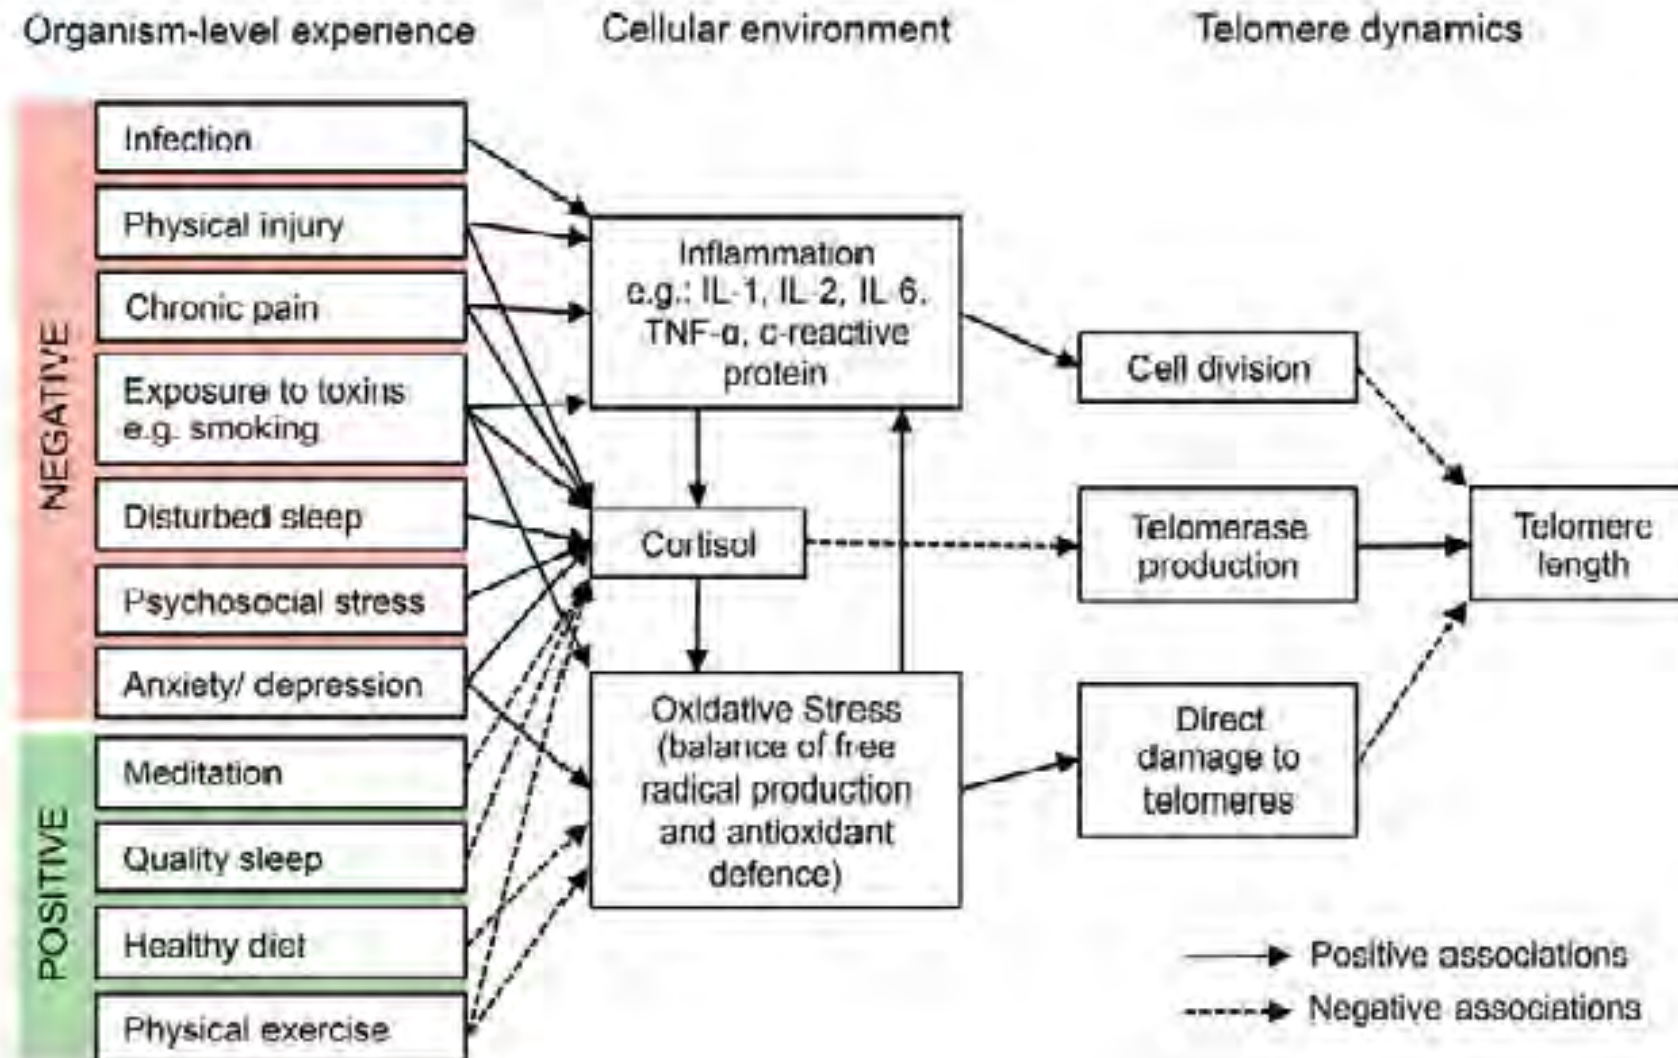 Organism-level experience
Cellular environment
Telomere dynamics
NEGATIVE
Infection
Physical injury
Chronic pain
Exposure to toxins
e.g. smoking
Disturbed sleep
Psychosocial stress
Anxiety/ depression
POSITIVE
Meditation
Quality sleep
Healthy diet
Physical exercise
Inflammation
e.g.: IL-1, IL-2, IL-6,
TNF-α, c-reactive
protein
Cortisol
Oxidative Stress
(balance of free
radical production
and antioxidant
defence)
Cell division
Telomerase
production
Direct
damage to
telomeres
Telomere
length
Positive associations
Negative associations